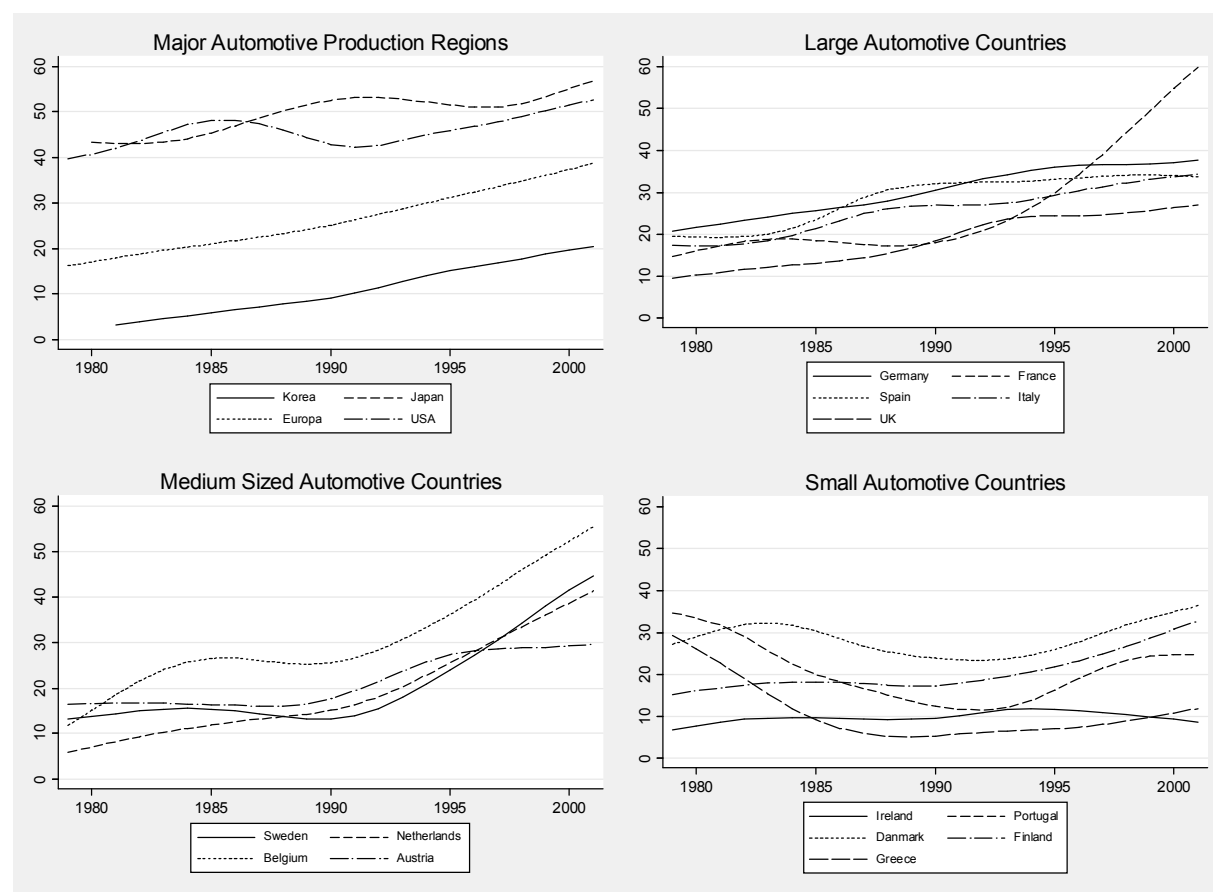 Major Automotive Production Regions
60
50
40
30
20
10
0
1980 1985 1990 1995 2000
Korea Japan
Europa USA
Large Automotive Countries
60
50
40
30
20
10
0
1980 1985 1990 1995 2000
Germany France
Spain Italy
UK
Medium Sized Automotive Countries
60
50
40
30
20
10
0
1980 1985 1990 1995 2000
Sweden Netherlands
Belgium Austria
Small Automotive Countries
60
50
40
30
20
10
0
1980 1985 1990 1995 2000
Ireland Portugal
Danmark Finland
Greece